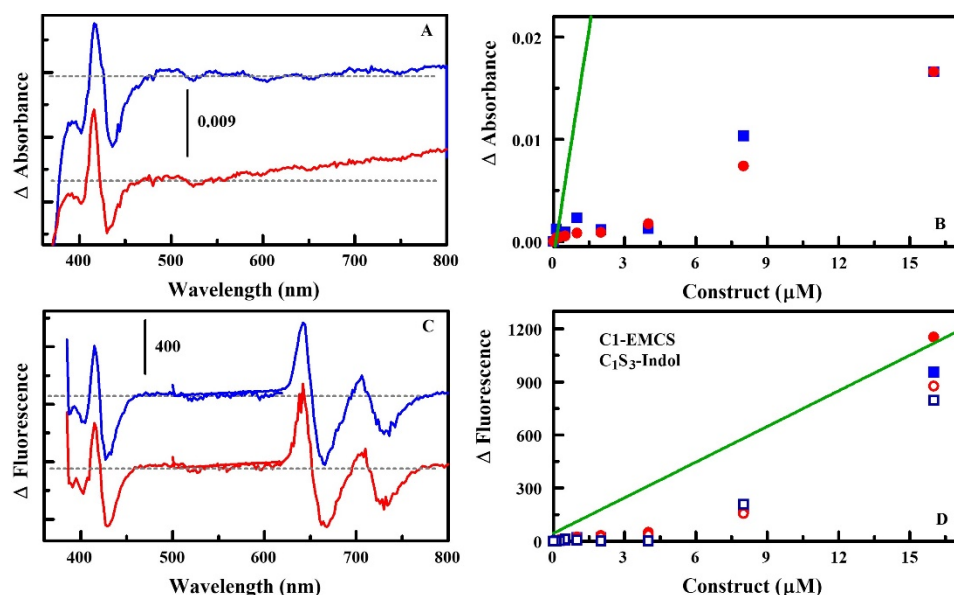 A
Δ Absorbance
0.009
400 500 600 700 800
Wavelength (nm)
Δ Absorbance
0.02
0.01
0.00
B
0 3 6 9 12 15
Construct (μM)
C
400
Δ Fluorescence
400 500 600 700 800
Wavelength (nm)
Δ Fluorescence
1200
900
600
300
0
C1-EMCS
C₁S₃-Indol
D
0 3 6 9 12 15
Construct (μM)